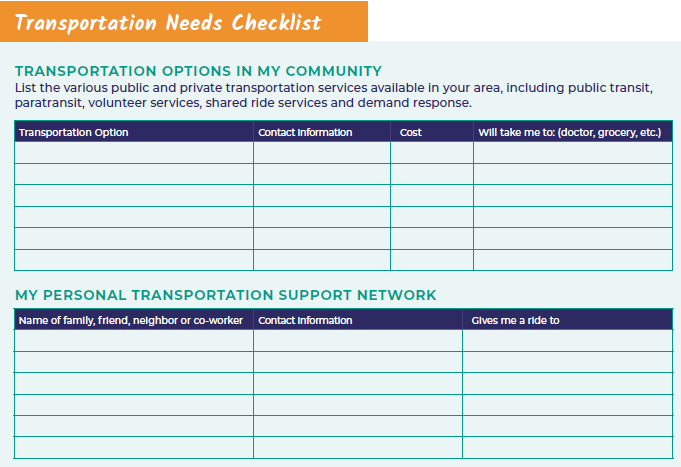 Transportation Needs Checklist
TRANSPORTATION OPTIONS IN MY COMMUNITY
List the various public and private transportation services available in your area, including public transit,
paratransit, volunteer services, shared ride services and demand response.
Transportation Option Contact Information Cost Will take me to: (doctor, grocery, etc.)
MY PERSONAL TRANSPORTATION SUPPORT NETWORK
Name of family, friend, neighbor or co-worker Contact Information Gives me a ride to